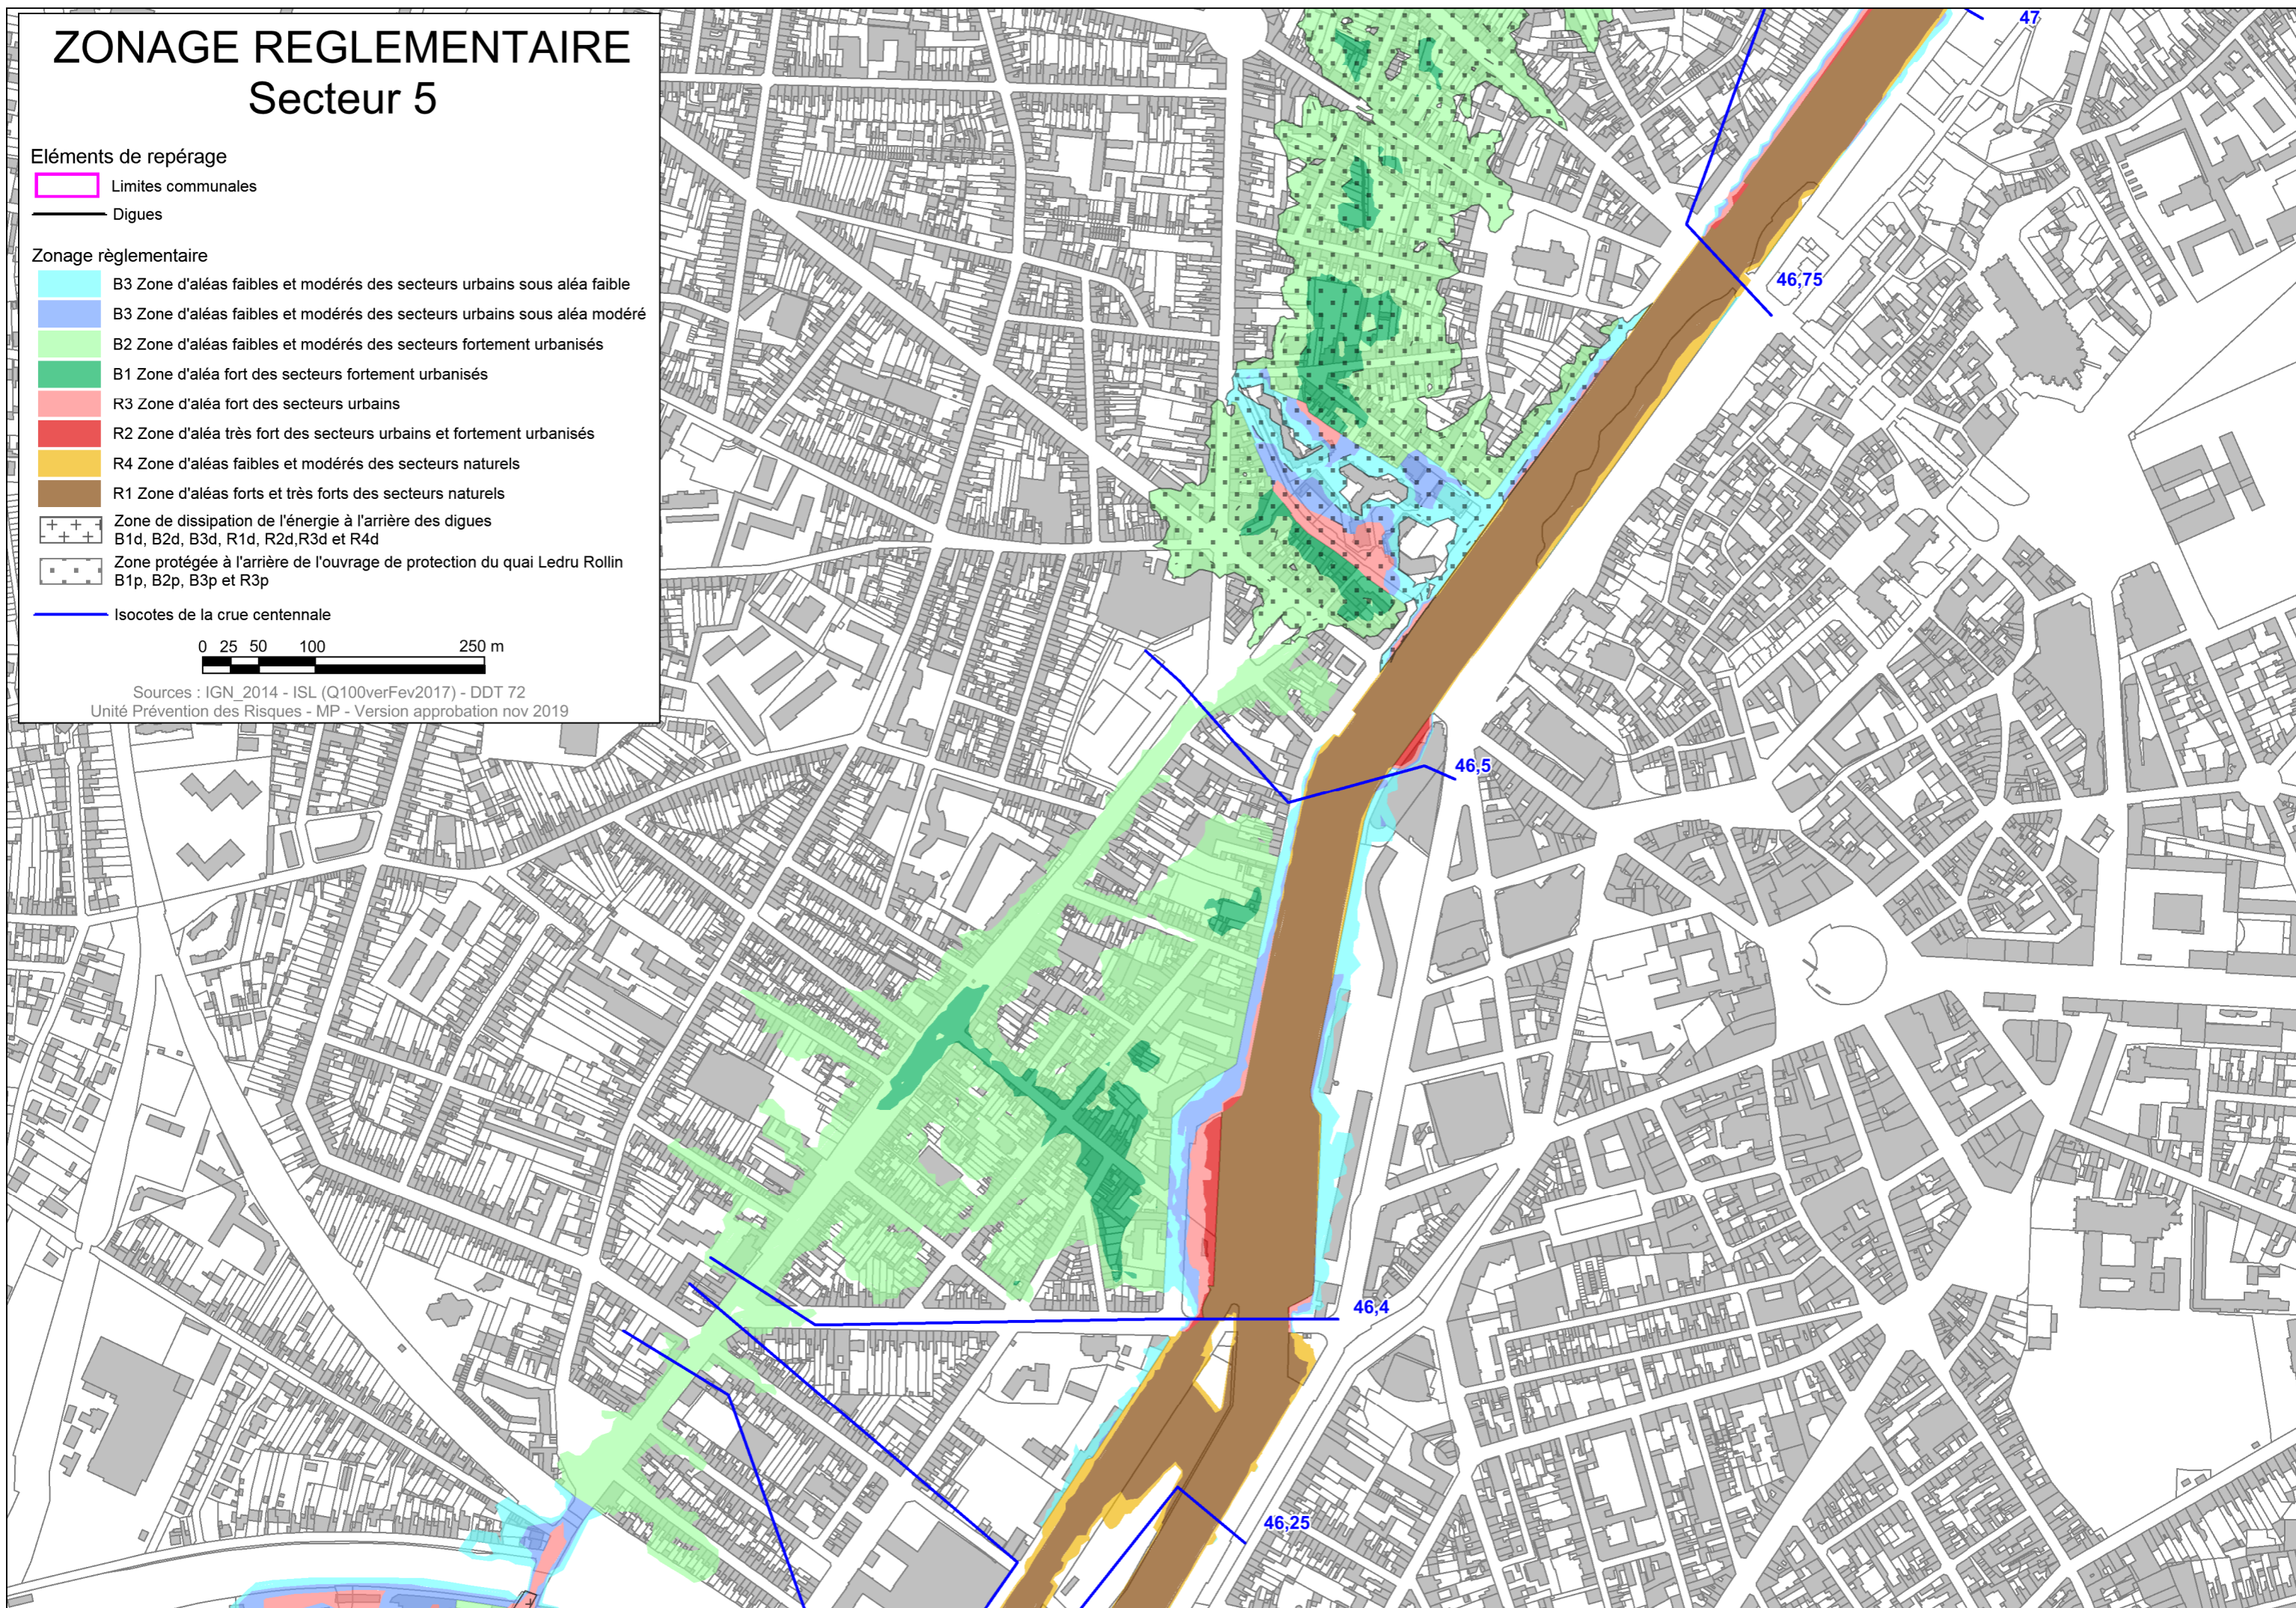 ZONAGE REGLEMENTAIRE
Secteur 5
Eléments de repérage
Limites communales
Digues
Zonage règlementaire
B3 Zone d'aléas faibles et modérés des secteurs urbains sous aléa faible
B3 Zone d'aléas faibles et modérés des secteurs urbains sous aléa modéré
B2 Zone d'aléas faibles et modérés des secteurs fortement urbanisés
B1 Zone d'aléa fort des secteurs fortement urbanisés
R3 Zone d'aléa fort des secteurs urbains
R2 Zone d'aléa très fort des secteurs urbains et fortement urbanisés
R4 Zone d'aléas faibles et modérés des secteurs naturels
R1 Zone d'aléas forts et très forts des secteurs naturels
Zone de dissipation de l'énergie à l'arrière des digues
B1d, B2d, B3d, R1d, R2d,R3d et R4d
Zone protégée à l'arrière de l'ouvrage de protection du quai Ledru Rollin
B1p, B2p, B3p et R3p
Isocotes de la crue centennale
0 25 50 100 250 m
Sources : IGN_2014 - ISL (Q100verFev2017) - DDT 72
Unité Prévention des Risques - MP - Version approbation nov 2019
47
46,75
46,5
46,4
46,25